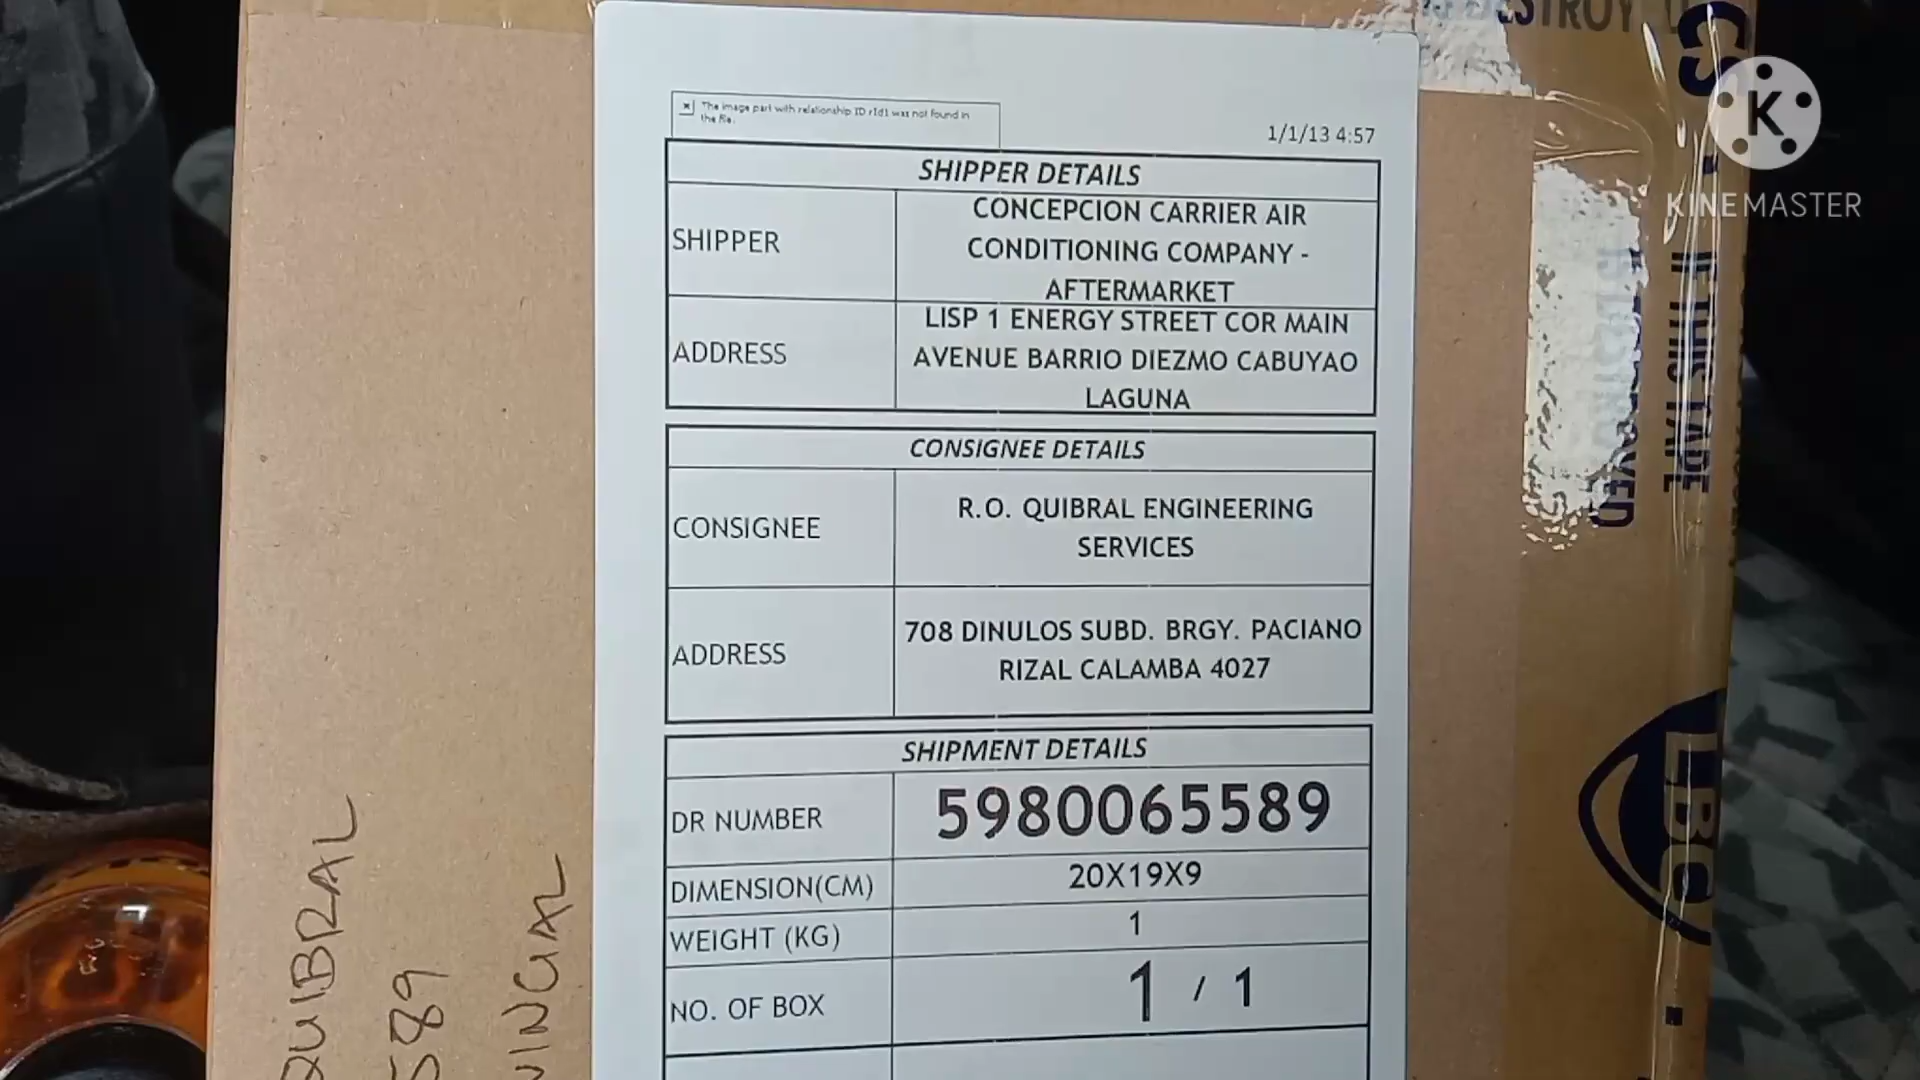 The image part with relationship ID rId1 was not found in
the file.
1/1/13 4:57
SHIPPER DETAILS
SHIPPER
CONCEPCION CARRIER AIR
CONDITIONING COMPANY -
AFTERMARKET
ADDRESS
LISP 1 ENERGY STREET COR MAIN
AVENUE BARRIO DIEZMO CABUYAO
LAGUNA
CONSIGNEE DETAILS
CONSIGNEE
R.O. QUIBRAL ENGINEERING
SERVICES
ADDRESS
708 DINULOS SUBD. BRGY. PACIANO
RIZAL CALAMBA 4027
SHIPMENT DETAILS
DR NUMBER
5980065589
DIMENSION(CM)
20X19X9
WEIGHT (KG)
1
NO. OF BOX
1 / 1
QUIBRAL
589
VINCIAL
DESTROY
IF THIS TAPE
LBC
K
KINEMASTER